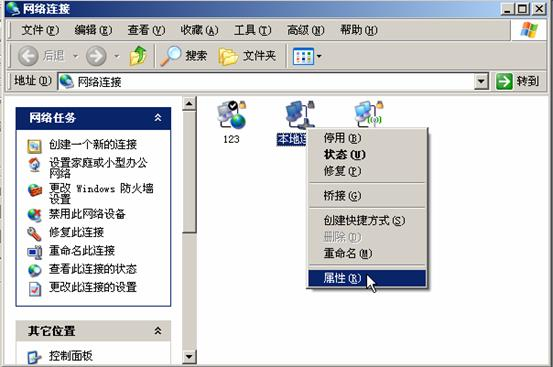 网络连接
文件(F) 编辑(E) 查看(V) 收藏(A) 工具(T) 高级(N) 帮助(H)
后退 搜索 文件夹
地址(D) 网络连接 转到
网络任务
创建一个新的连接
设置家庭或小型办公
网络
更改 Windows 防火墙
设置
禁用此网络设备
修复此连接
重命名此连接
查看此连接的状态
更改此连接的设置
其它位置
控制面板
123
本地连
停用(B)
状态(U)
修复(P)
桥接(G)
创建快捷方式(S)
删除(D)
重命名(M)
属性(R)